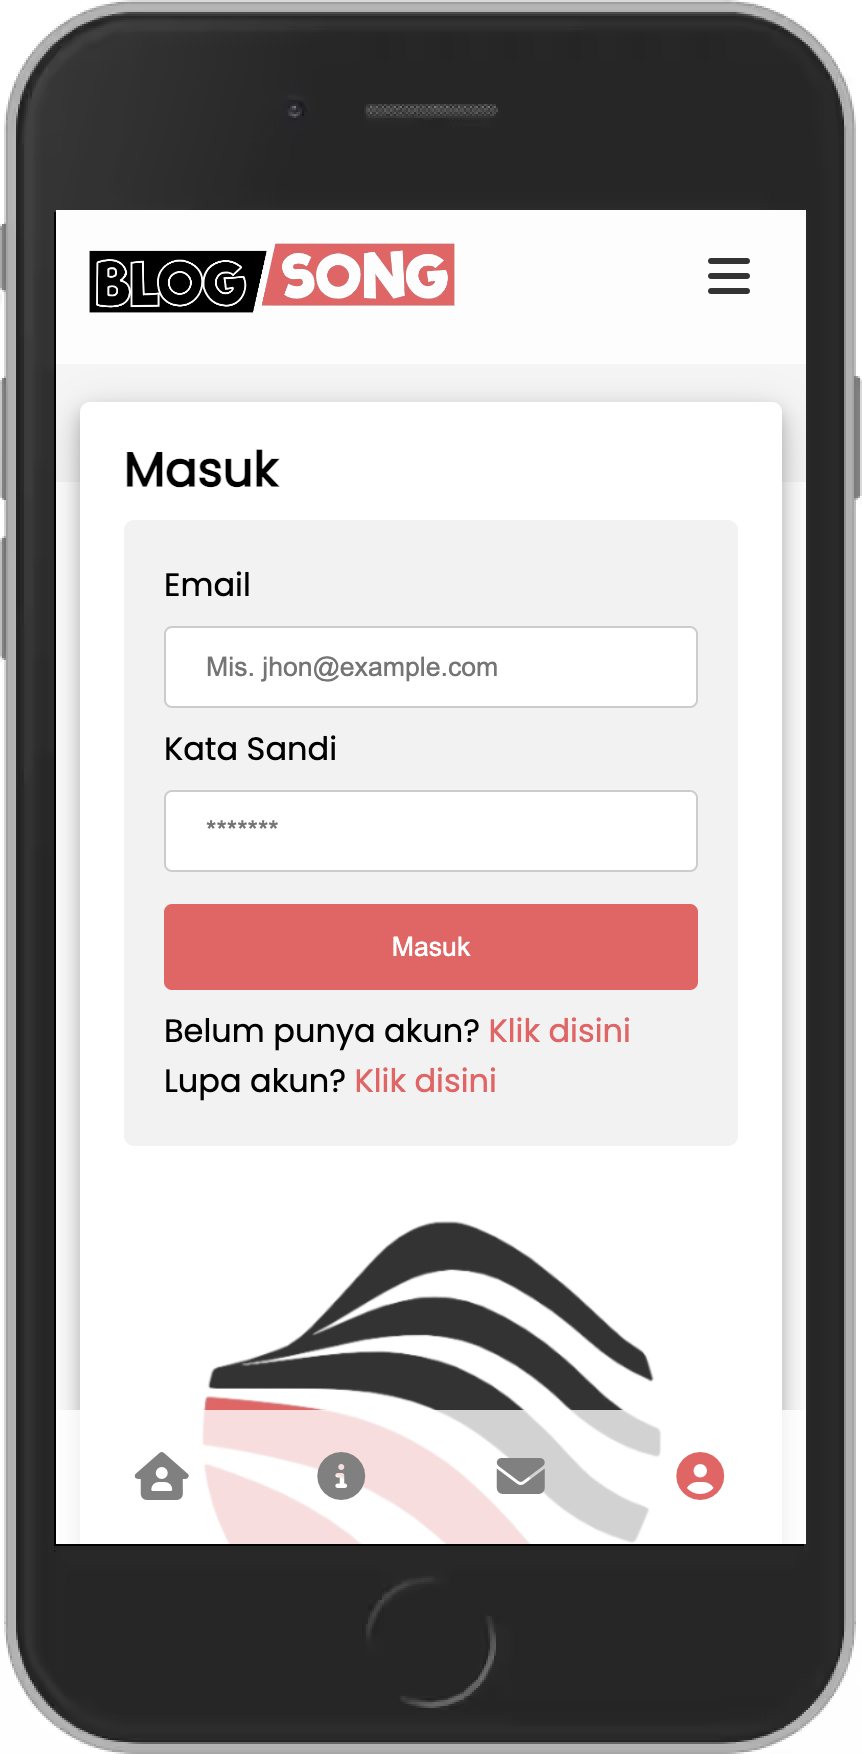 BLOG SONG
Masuk
Email
Mis. jhon@example.com
Kata Sandi
*******
Masuk
Belum punya akun? Klik disini
Lupa akun? Klik disini